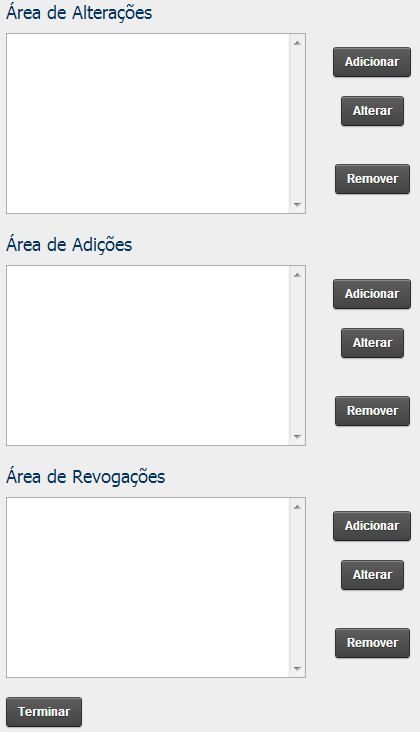 Área de Alterações
Adicionar
Alterar
Remover
Área de Adições
Adicionar
Alterar
Remover
Área de Revogações
Adicionar
Alterar
Remover
Terminar